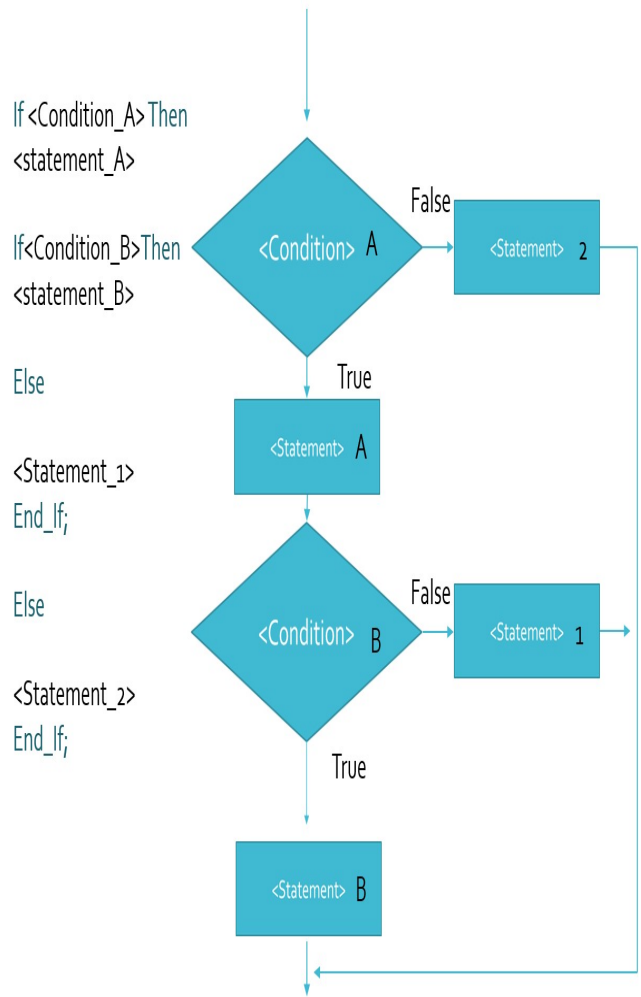 If <Condition_A> Then
<statement_A>
If<Condition_B>Then
<statement_B>
Else
<Statement_1>
End_If;
Else
<Statement_2>
End_If;
<Condition> A
False
<Statement> 2
True
<Statement> A
<Condition> B
False
<Statement> 1
True
<Statement> B